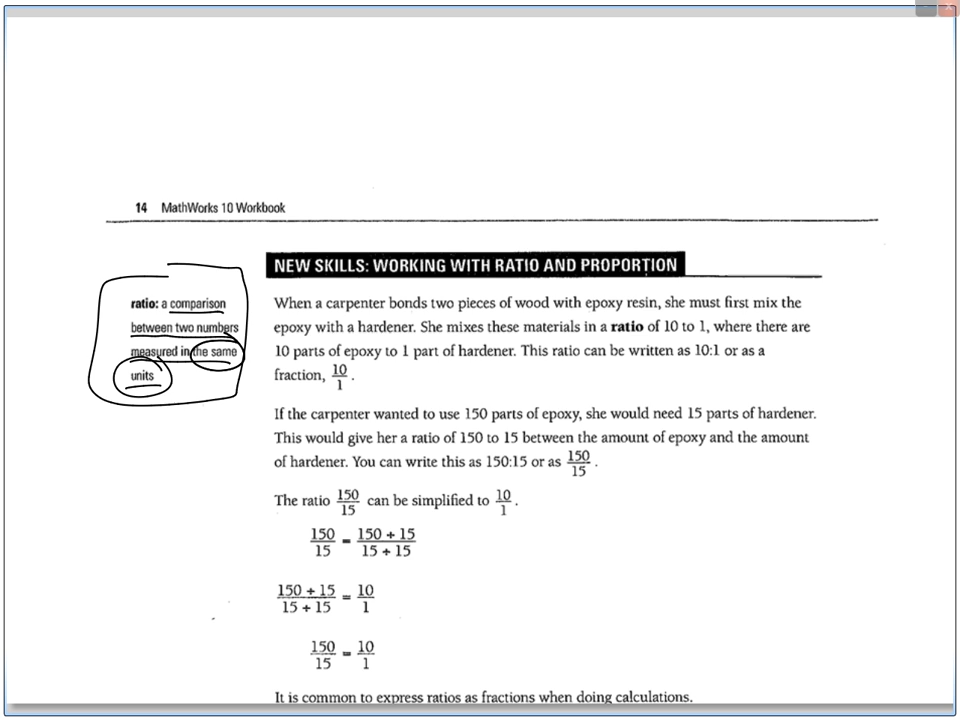 14 MathWorks 10 Workbook
NEW SKILLS: WORKING WITH RATIO AND PROPORTION
ratio: a comparison
between two numbers
measured in the same
units
When a carpenter bonds two pieces of wood with epoxy resin, she must first mix the
epoxy with a hardener. She mixes these materials in a ratio of 10 to 1, where there are
10 parts of epoxy to 1 part of hardener. This ratio can be written as 10:1 or as a
fraction, 10/1.
If the carpenter wanted to use 150 parts of epoxy, she would need 15 parts of hardener.
This would give her a ratio of 150 to 15 between the amount of epoxy and the amount
of hardener. You can write this as 150:15 or as 150/15.
The ratio 150/15 can be simplified to 10/1.
150/15 = (150 ÷ 15)/(15 ÷ 15)
(150 ÷ 15)/(15 ÷ 15) = 10/1
150/15 = 10/1
It is common to express ratios as fractions when doing calculations.